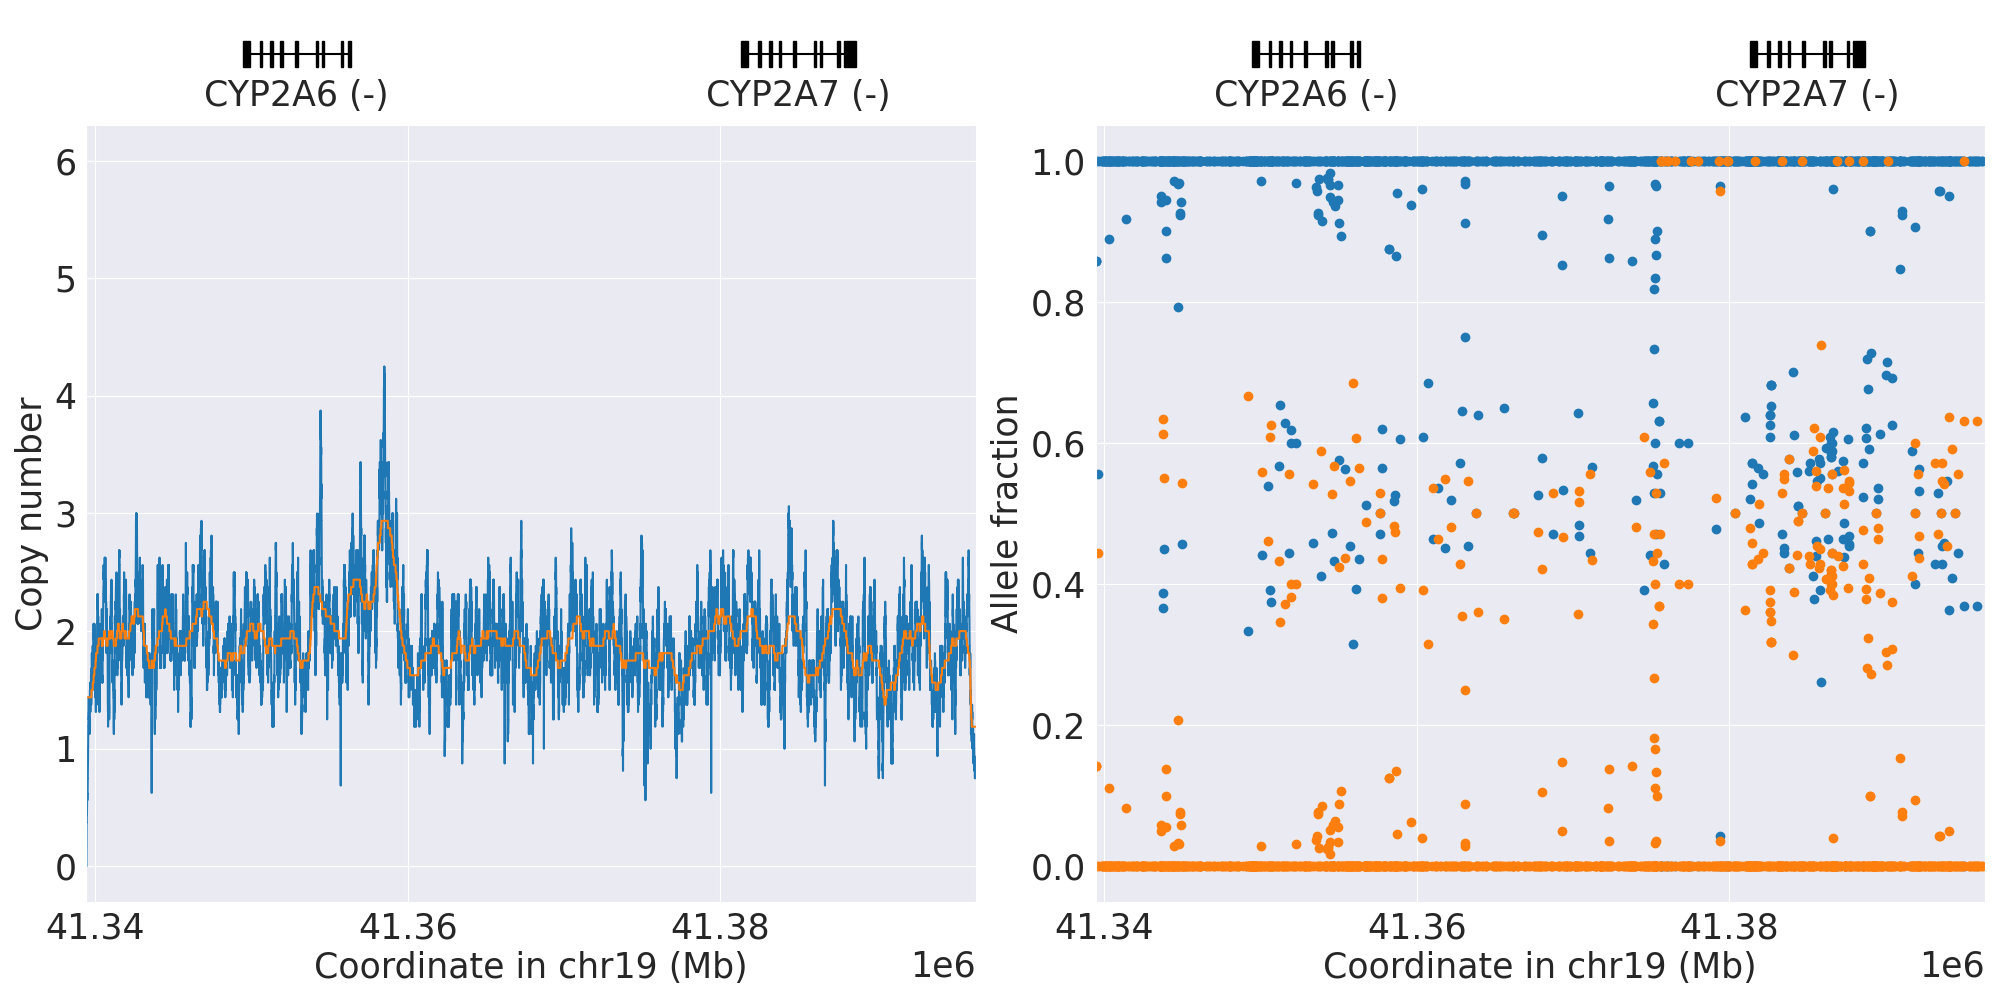 CYP2A6 (-) CYP2A7 (-) CYP2A6 (-) CYP2A7 (-)
6 1.0
5 0.8
4 0.6
3 0.4
2 0.2
1 0.0
0
Copy number
Allele fraction
41.34 41.36 41.38 41.34 41.36 41.38
Coordinate in chr19 (Mb) 1e6 Coordinate in chr19 (Mb) 1e6